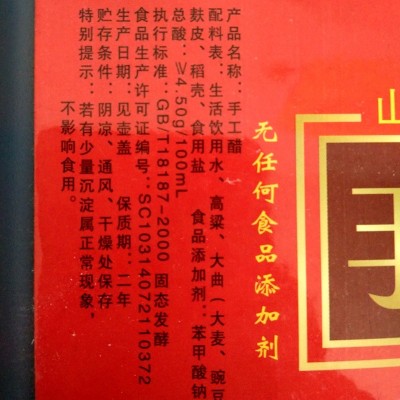 产品名称：手工醋
配料表：生活饮用水、高粱、大曲（大麦、豌豆
麸皮、稻壳、食用盐 食品添加剂：苯甲酸钠
总酸：≥4.50g/100mL
执行标准：GB/T18187-2000 固态发酵
食品生产许可证编号：SC10314072110372
生产日期：见壶盖 保质期：二年
贮存条件：阴凉、通风、干燥处保存
特别提示：若有少量沉淀属正常现象。
不影响食用。
无任何食品添加剂
山
手